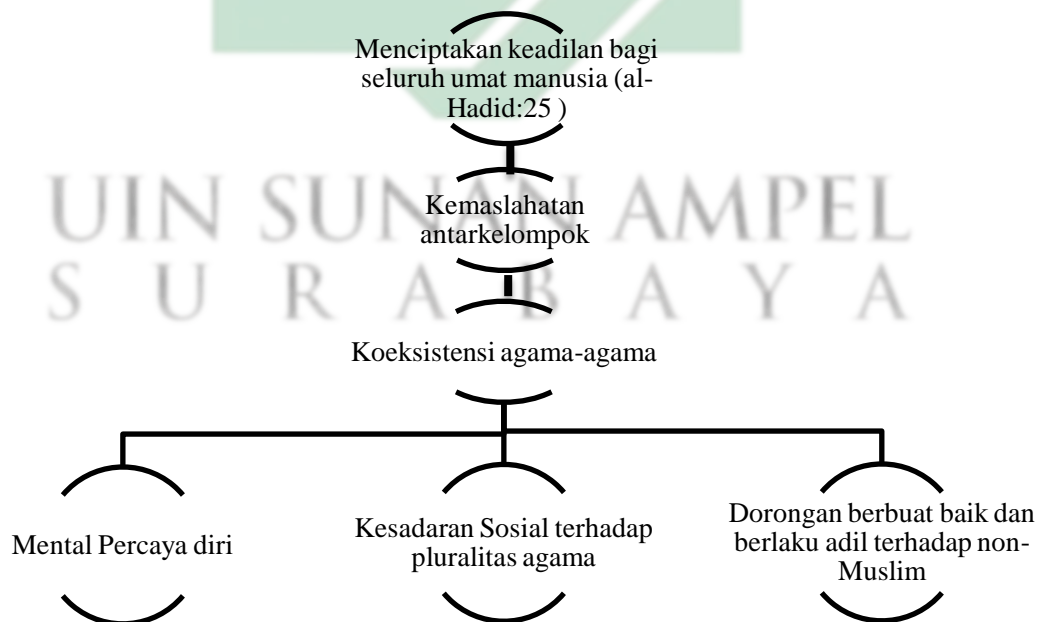 Menciptakan keadilan bagi
seluruh umat manusia (al-
Hadid:25 )
UIN SUNAN AMPEL
Kemaslahatan
antarkelompok
S U R A B A Y A
Koeksistensi agama-agama
Mental Percaya diri
Kesadaran Sosial terhadap
pluralitas agama
Dorongan berbuat baik dan
berlaku adil terhadap non-
Muslim